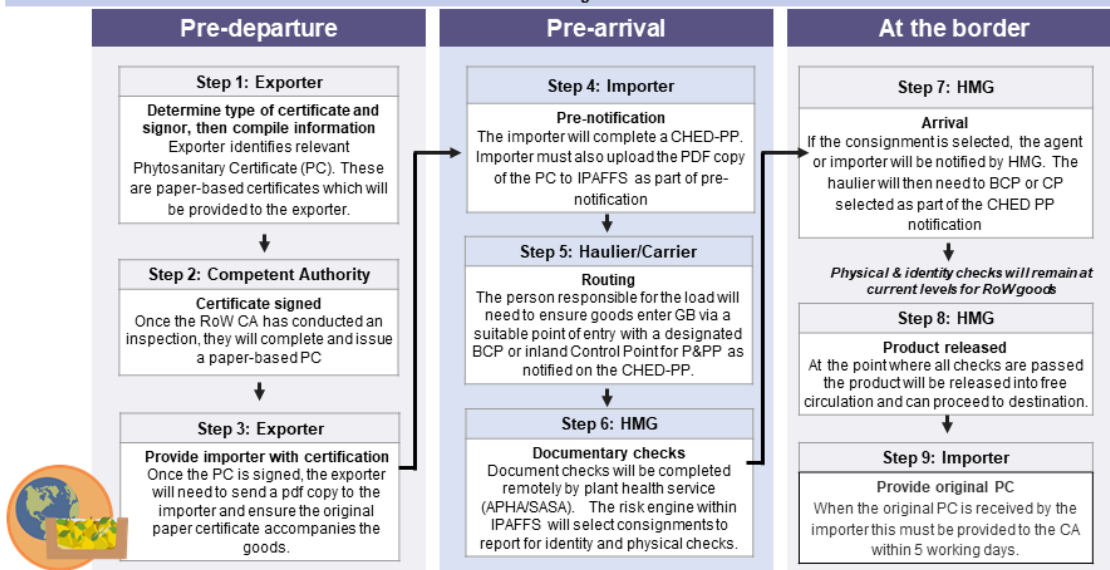 Pre-departure
Step 1: Exporter
Determine type of certificate and
signor, then compile information
Exporter identifies relevant
Phytosanitary Certificate (PC). These
are paper-based certificates which will
be provided to the exporter.
Step 2: Competent Authority
Certificate signed
Once the RoW CA has conducted an
inspection, they will complete and issue
a paper-based PC
Step 3: Exporter
Provide importer with certification
Once the PC is signed, the exporter
will need to send a pdf copy to the
importer and ensure the original
paper certificate accompanies the
goods.
Pre-arrival
Step 4: Importer
Pre-notification
The importer will complete a CHED-PP.
Importer must also upload the PDF copy
of the PC to IPAFFS as part of pre-
notification
Step 5: Haulier/Carrier
Routing
The person responsible for the load will
need to ensure goods enter GB via a
suitable point of entry with a designated
BCP or inland Control Point for P&PP as
notified on the CHED-PP.
Step 6: HMG
Documentary checks
Document checks will be completed
remotely by plant health service
(APHA/SASA). The risk engine within
IPAFFS will select consignments to
report for identity and physical checks.
At the border
Step 7: HMG
Arrival
If the consignment is selected, the agent
or importer will be notified by HMG. The
haulier will then need to BCP or CP
selected as part of the CHED PP
notification
Physical & identity checks will remain at
current levels for RoW goods
Step 8: HMG
Product released
At the point where all checks are passed
the product will be released into free
circulation and can proceed to destination.
Step 9: Importer
Provide original PC
When the original PC is received by the
importer this must be provided to the CA
within 5 working days.